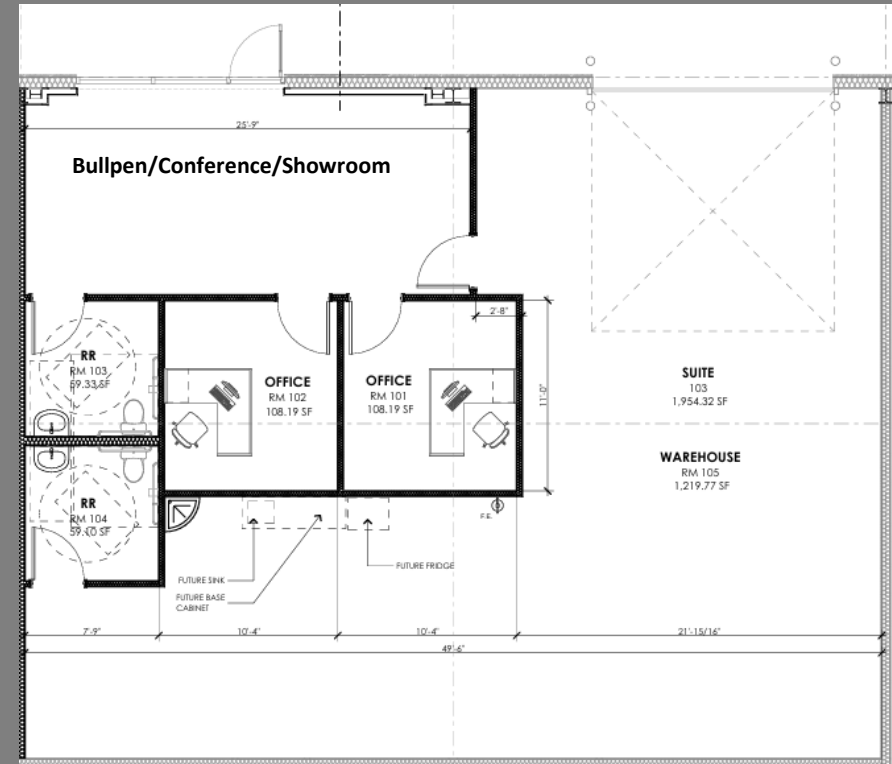 25'-9"
Bullpen/Conference/Showroom
2'-8"
RR
RM 103
59.33 SF
OFFICE
RM 102
108.19 SF
OFFICE
RM 101
108.19 SF
11'-0"
SUITE
103
1,954.32 SF
WAREHOUSE
RM 105
1,219.77 SF
RR
RM 104
59.10 SF
F.E.
FUTURE FRIDGE
FUTURE SINK
FUTURE BASE
CABINET
7'-9"
10'-4"
10'-4"
21'-15/16"
49'-6"